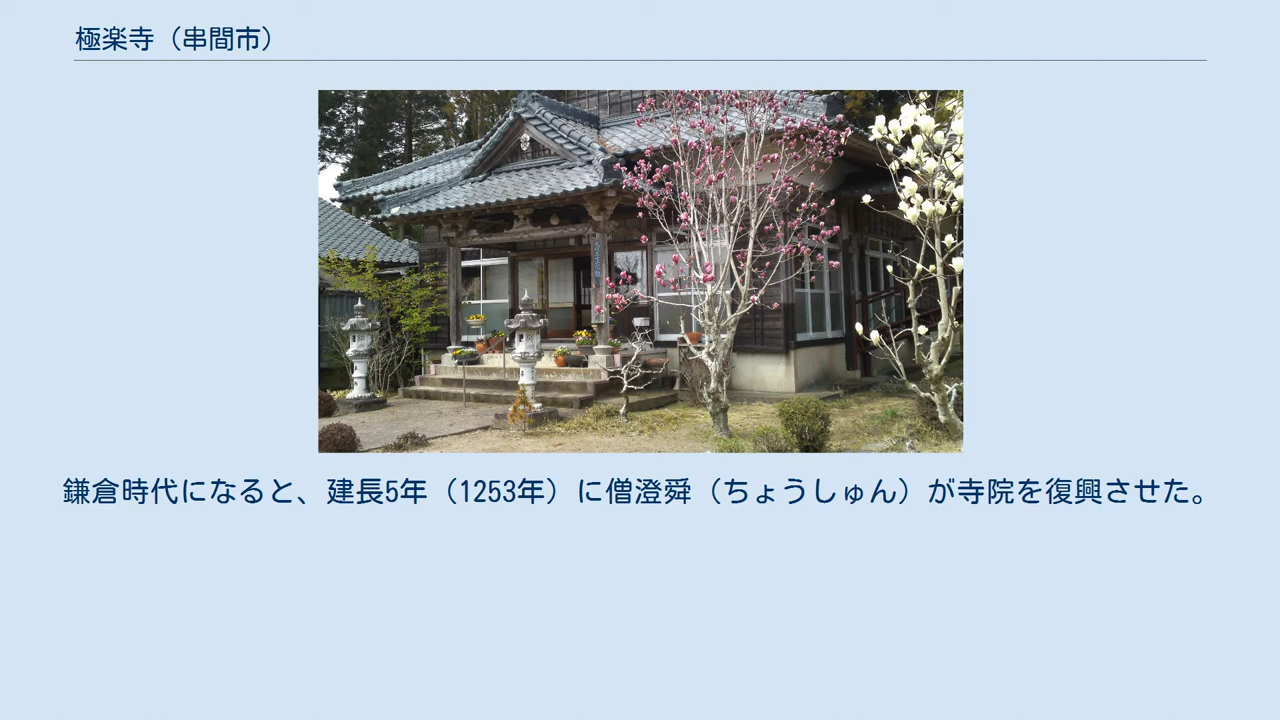 極楽寺（串間市）
鎌倉時代になると、建長5年（1253年）に僧澄舜（ちょうしゅん）が寺院を復興させた。